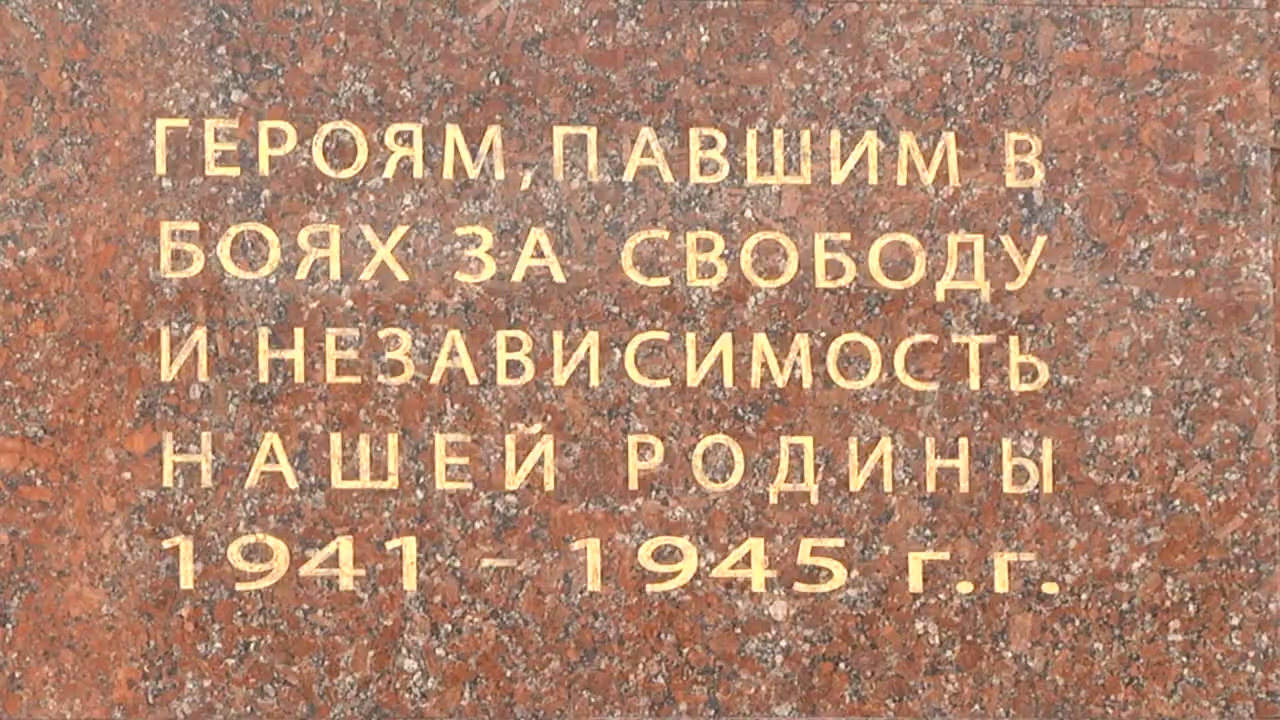 ГЕРОЯМ, ПАВШИМ В
БОЯХ ЗА СВОБОДУ
И НЕЗАВИСИМОСТЬ
НАШЕЙ РОДИНЫ
1941 - 1945 г.г.